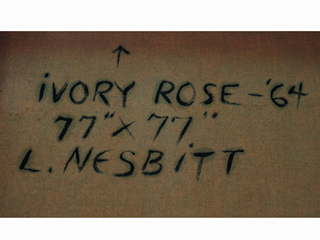 ↑
iVORY ROSE - '64
77" X 77"
L. NESBiTT